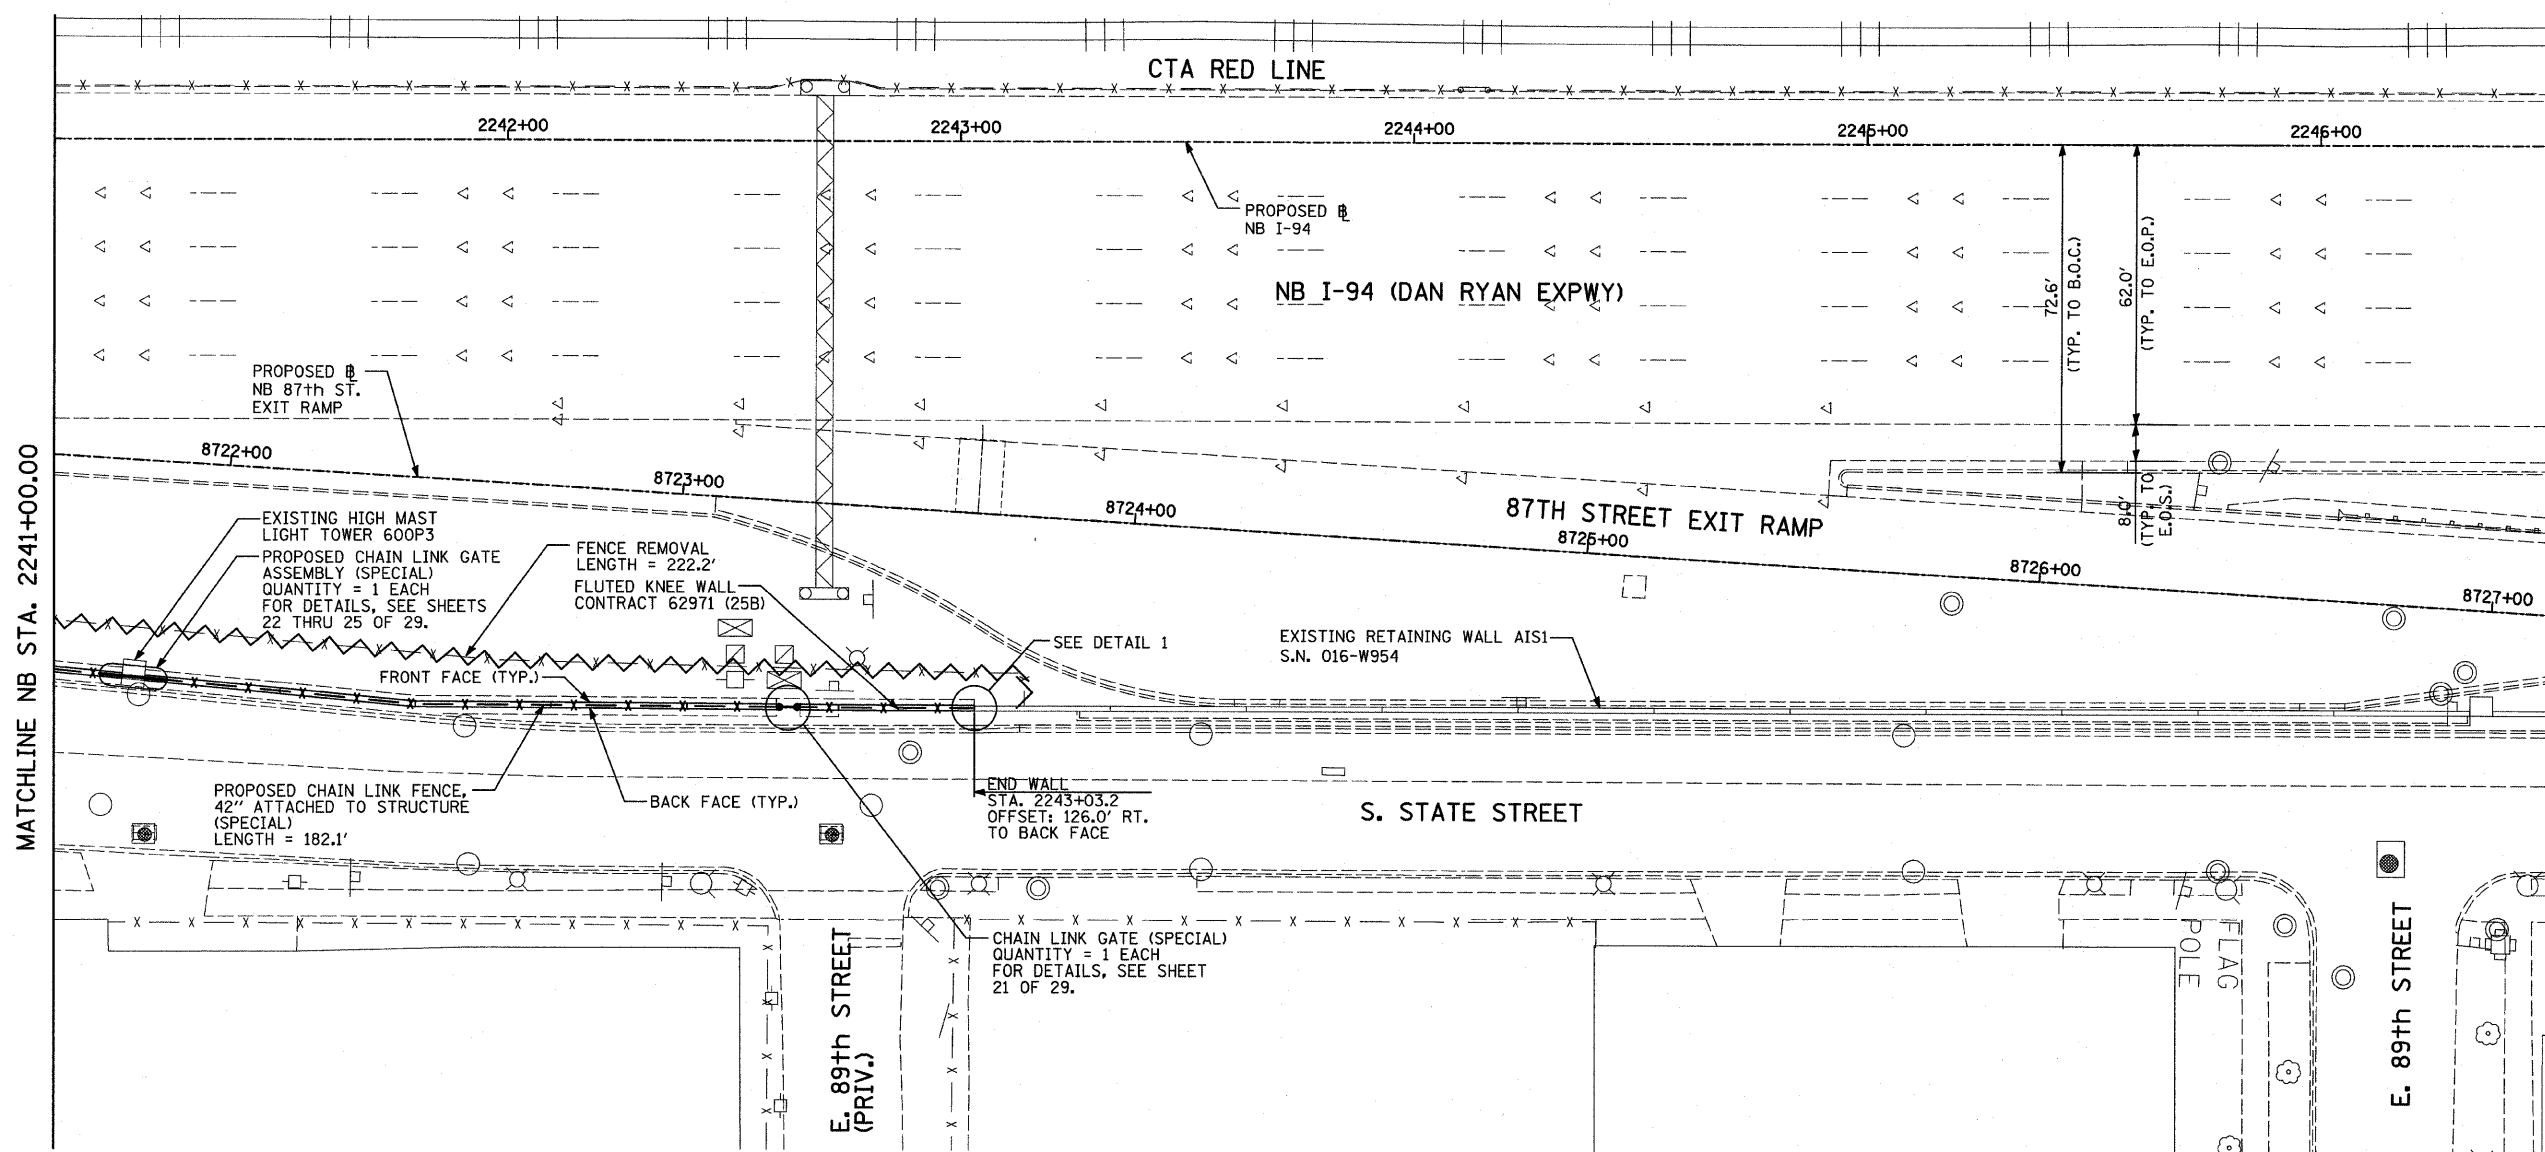 CTA RED LINE
2242+00
2243+00
2244+00
2245+00
2246+00
PROPOSED ℄
NB I-94
NB I-94 (DAN RYAN EXPWY)
72.6'
(TYP. TO B.O.C.)
62.0'
(TYP. TO E.O.P.)
8.0'
(TYP. TO
E.O.S.)
PROPOSED
NB 87th ST.
EXIT RAMP
8722+00
8723+00
8724+00
8725+00
8726+00
8727+00
87TH STREET EXIT RAMP
MATCHLINE NB STA. 2241+00.00
EXISTING HIGH MAST
LIGHT TOWER 600P3
PROPOSED CHAIN LINK GATE
ASSEMBLY (SPECIAL)
QUANTITY = 1 EACH
FOR DETAILS, SEE SHEETS
22 THRU 25 OF 29.
FENCE REMOVAL
LENGTH = 222.2'
FLUTED KNEE WALL
CONTRACT 62971 (25B)
SEE DETAIL 1
EXISTING RETAINING WALL AIS1
S.N. 016-W954
FRONT FACE (TYP.)
PROPOSED CHAIN LINK FENCE,
42" ATTACHED TO STRUCTURE
(SPECIAL)
LENGTH = 182.1'
BACK FACE (TYP.)
END WALL
STA. 2243+03.2
OFFSET: 126.0' RT.
TO BACK FACE
S. STATE STREET
CHAIN LINK GATE (SPECIAL)
QUANTITY = 1 EACH
FOR DETAILS, SEE SHEET
21 OF 29.
E. 89th STREET
(PRIV.)
FLAG
POLE
E. 89th STREET